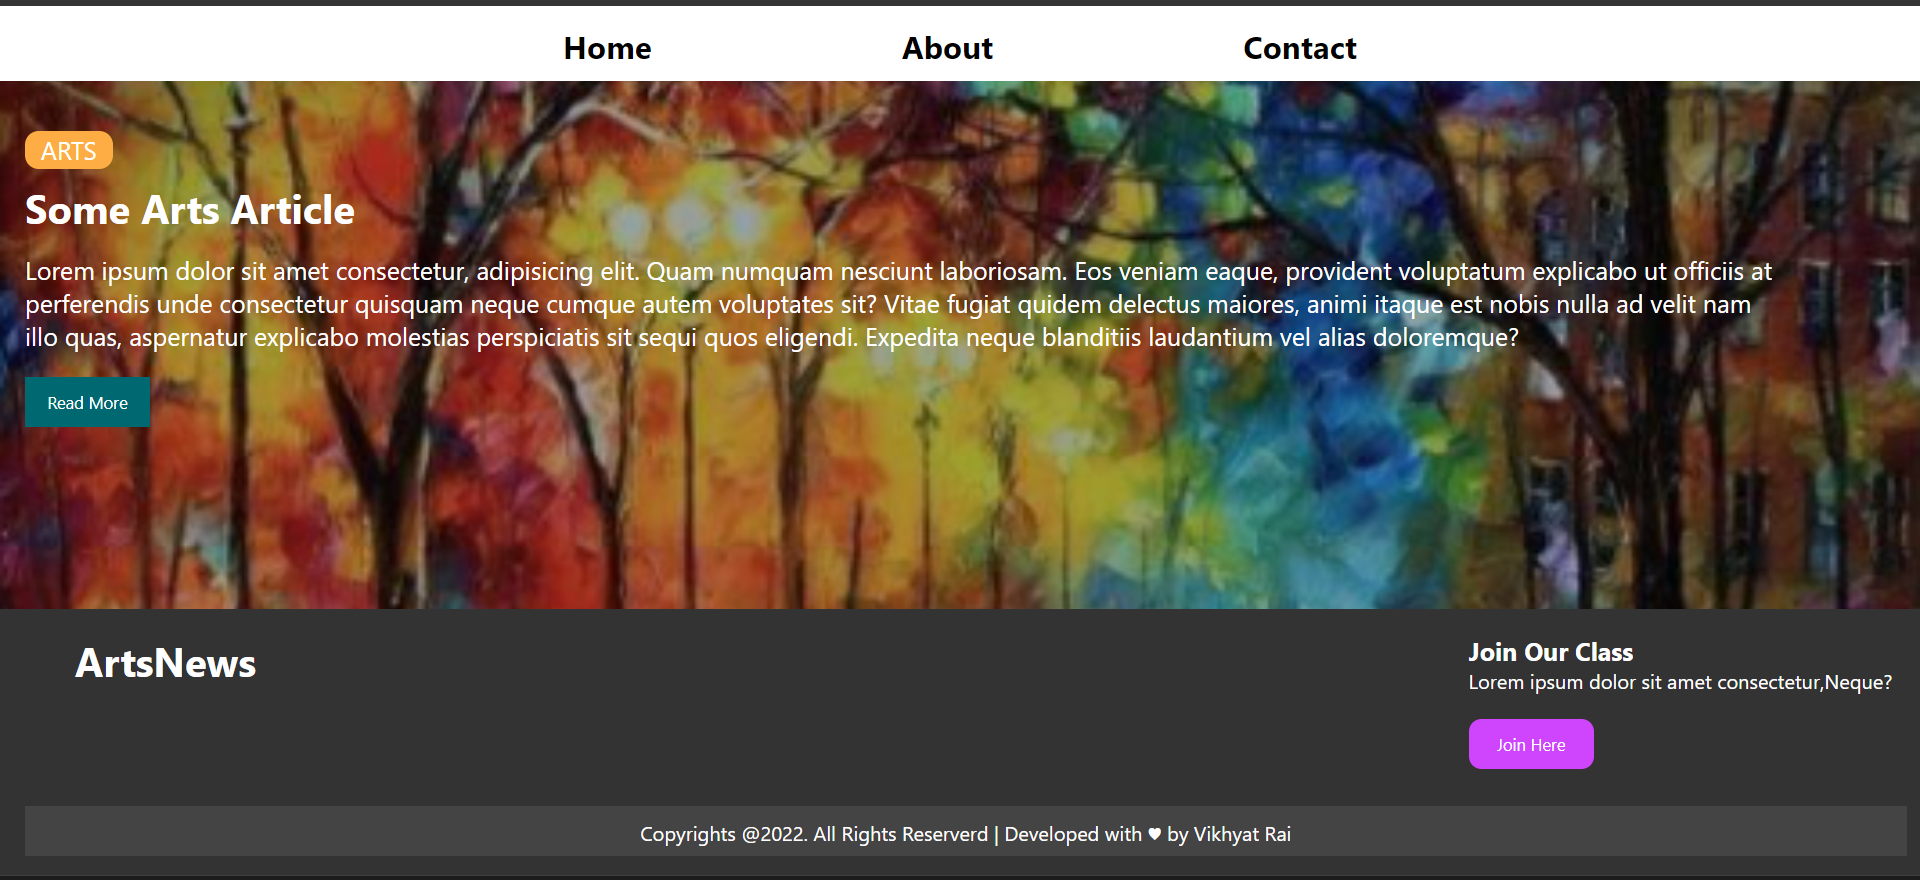 Home About Contact
ARTS
Some Arts Article
Lorem ipsum dolor sit amet consectetur, adipisicing elit. Quam numquam nesciunt laboriosam. Eos veniam eaque, provident voluptatum explicabo ut officiis at
perferendis unde consectetur quisquam neque cumque autem voluptates sit? Vitae fugiat quidem delectus maiores, animi itaque est nobis nulla ad velit nam
illo quas, aspernatur explicabo molestias perspiciatis sit sequi quos eligendi. Expedita neque blanditiis laudantium vel alias doloremque?
Read More
ArtsNews
Join Our Class
Lorem ipsum dolor sit amet consectetur,Neque?
Join Here
Copyrights @2022. All Rights Reserverd | Developed with ♥ by Vikhyat Rai